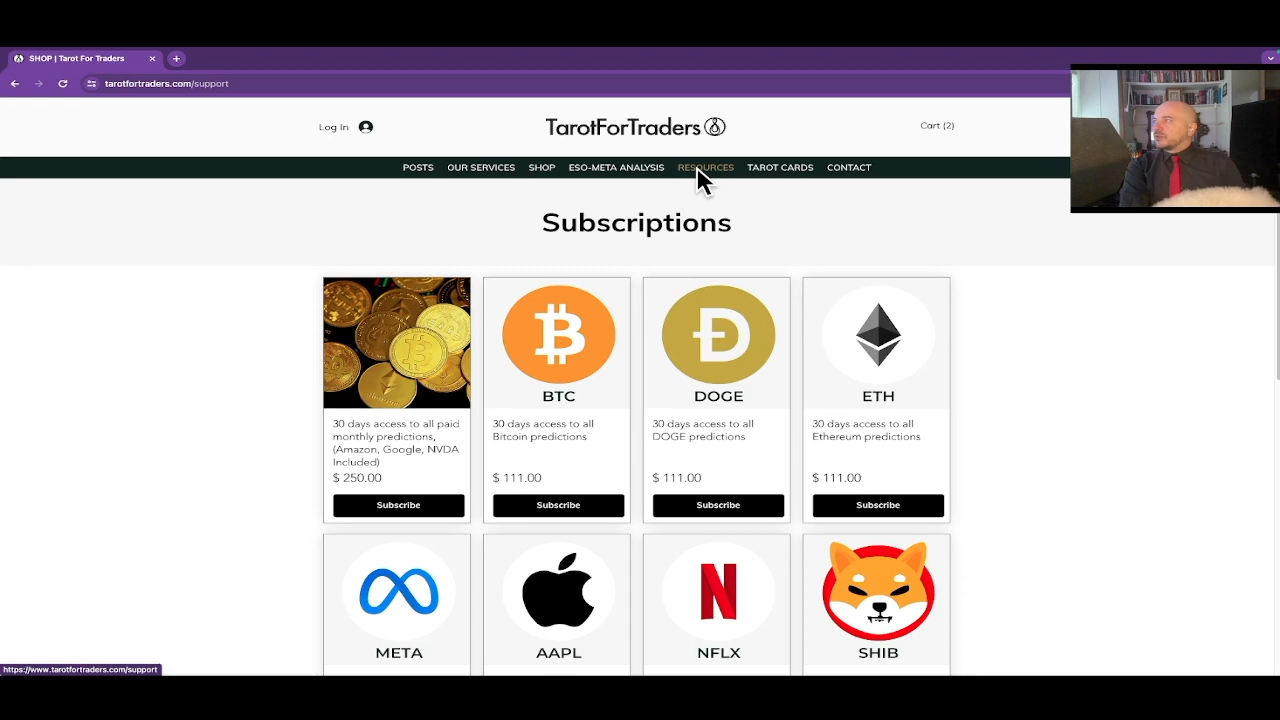 SHOP | Tarot For Traders
tarotfortraders.com/support
Log In
TarotForTraders
Cart (2)
POSTS OUR SERVICES SHOP ESO-META ANALYSIS RESOURCES TAROT CARDS CONTACT
Subscriptions
30 days access to all paid
monthly predictions,
(Amazon, Google, NVDA
Included)
$ 250.00
Subscribe
BTC
30 days access to all
Bitcoin predictions
$ 111.00
Subscribe
DOGE
30 days access to all
DOGE predictions
$ 111.00
Subscribe
ETH
30 days access to all
Ethereum predictions
$ 111.00
Subscribe
META
AAPL
NFLX
SHIB
https://www.tarotfortraders.com/support